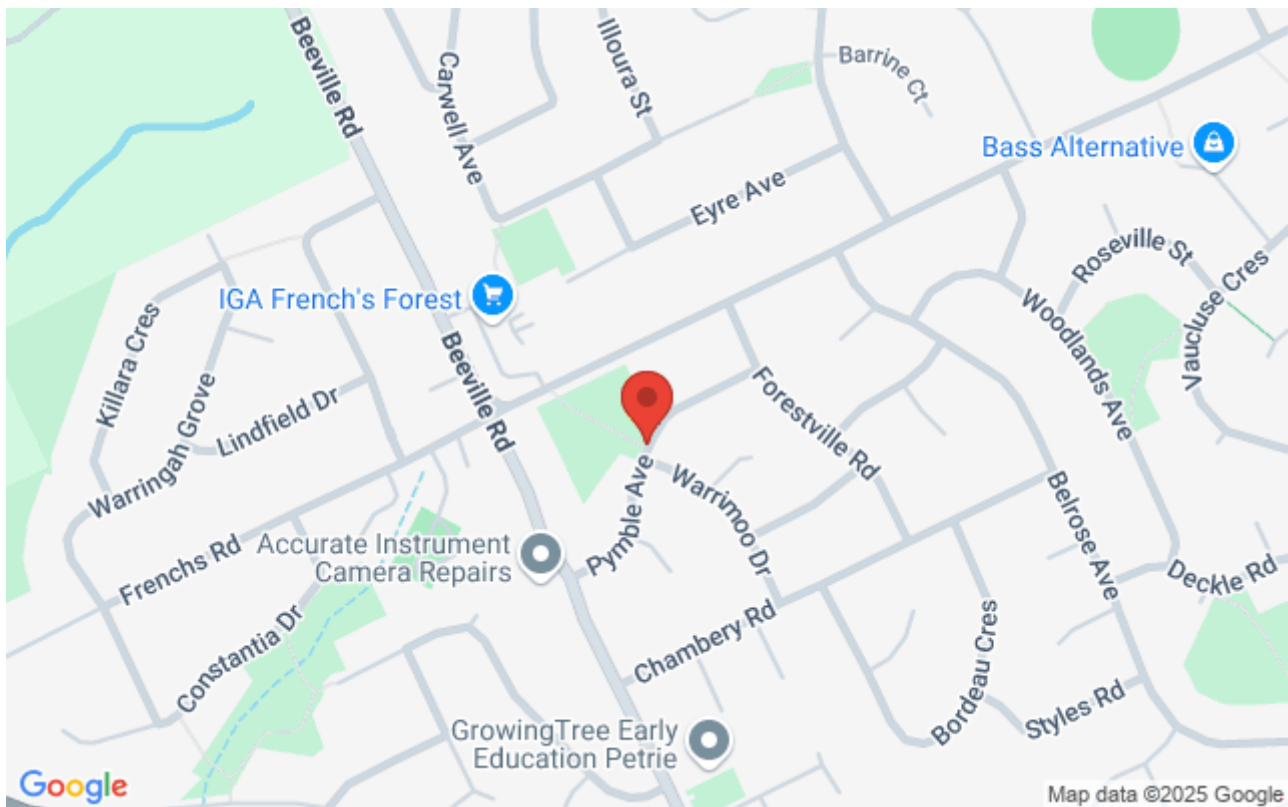 Beeville Rd
Carwell Ave
Illoura St
Barrine Ct
Bass Alternative
Eyre Ave
Roseville St
Vaucluse Cres
IGA French's Forest
Woodlands Ave
Killara Cres
Warringah Grove
Lindfield Dr
Beeville Rd
Forestville Rd
Pymble Ave
Warrimoo Dr
Belrose Ave
Frenchs Rd
Accurate Instrument
Camera Repairs
Deckle Rd
Constantia Dr
Chambery Rd
Bordeau Cres
Styles Rd
GrowingTree Early
Education Petrie
Google
Map data ©2025 Google